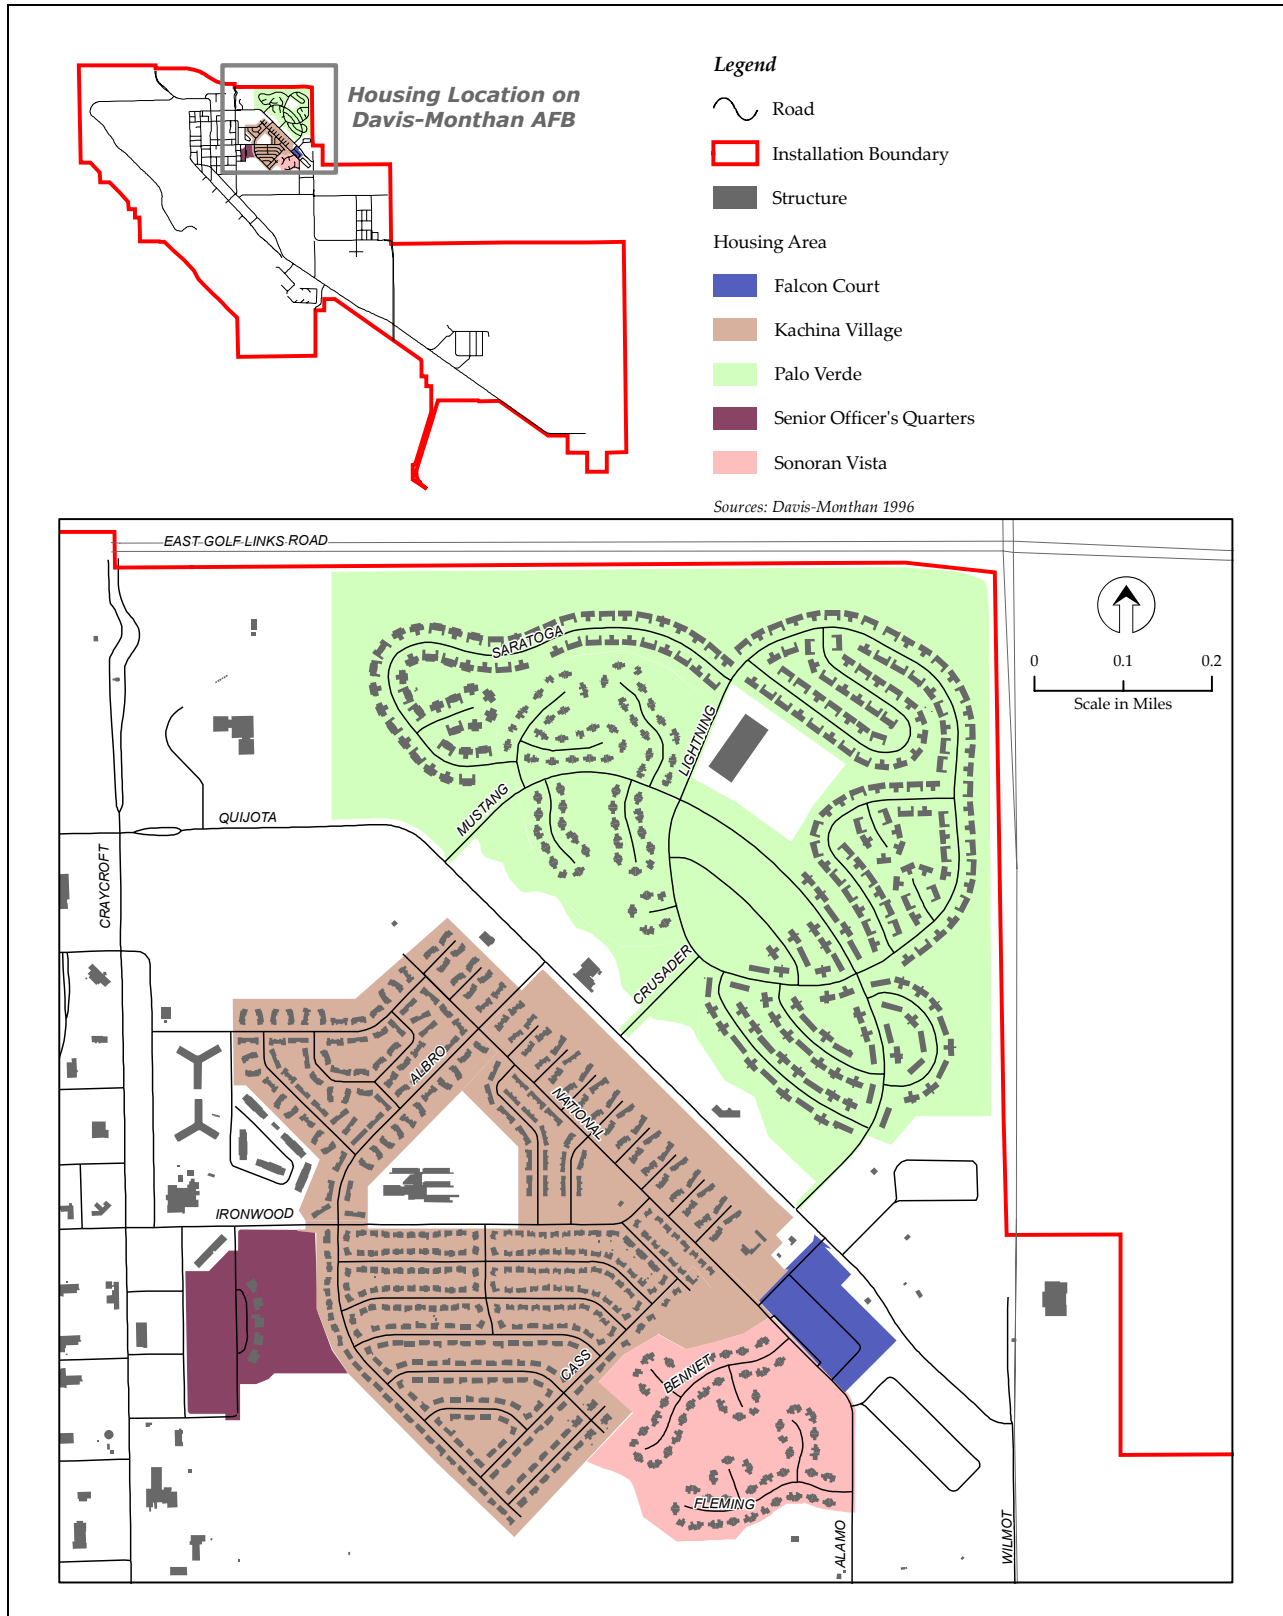 Housing Location on
Davis-Monthan AFB
Legend
Road
Installation Boundary
Structure
Housing Area
Falcon Court
Kachina Village
Palo Verde
Senior Officer's Quarters
Sonoran Vista
Sources: Davis-Monthan 1996
EAST GOLF LINKS ROAD
SARATOGA
LIGHTNING
MUSTANG
QUIJOTA
CRAYCROFT
CRUSADER
ALBRO
NATIONAL
IRONWOOD
CASS
BENNET
FLEMING
ALAMO
WILMOT
0 0.1 0.2
Scale in Miles